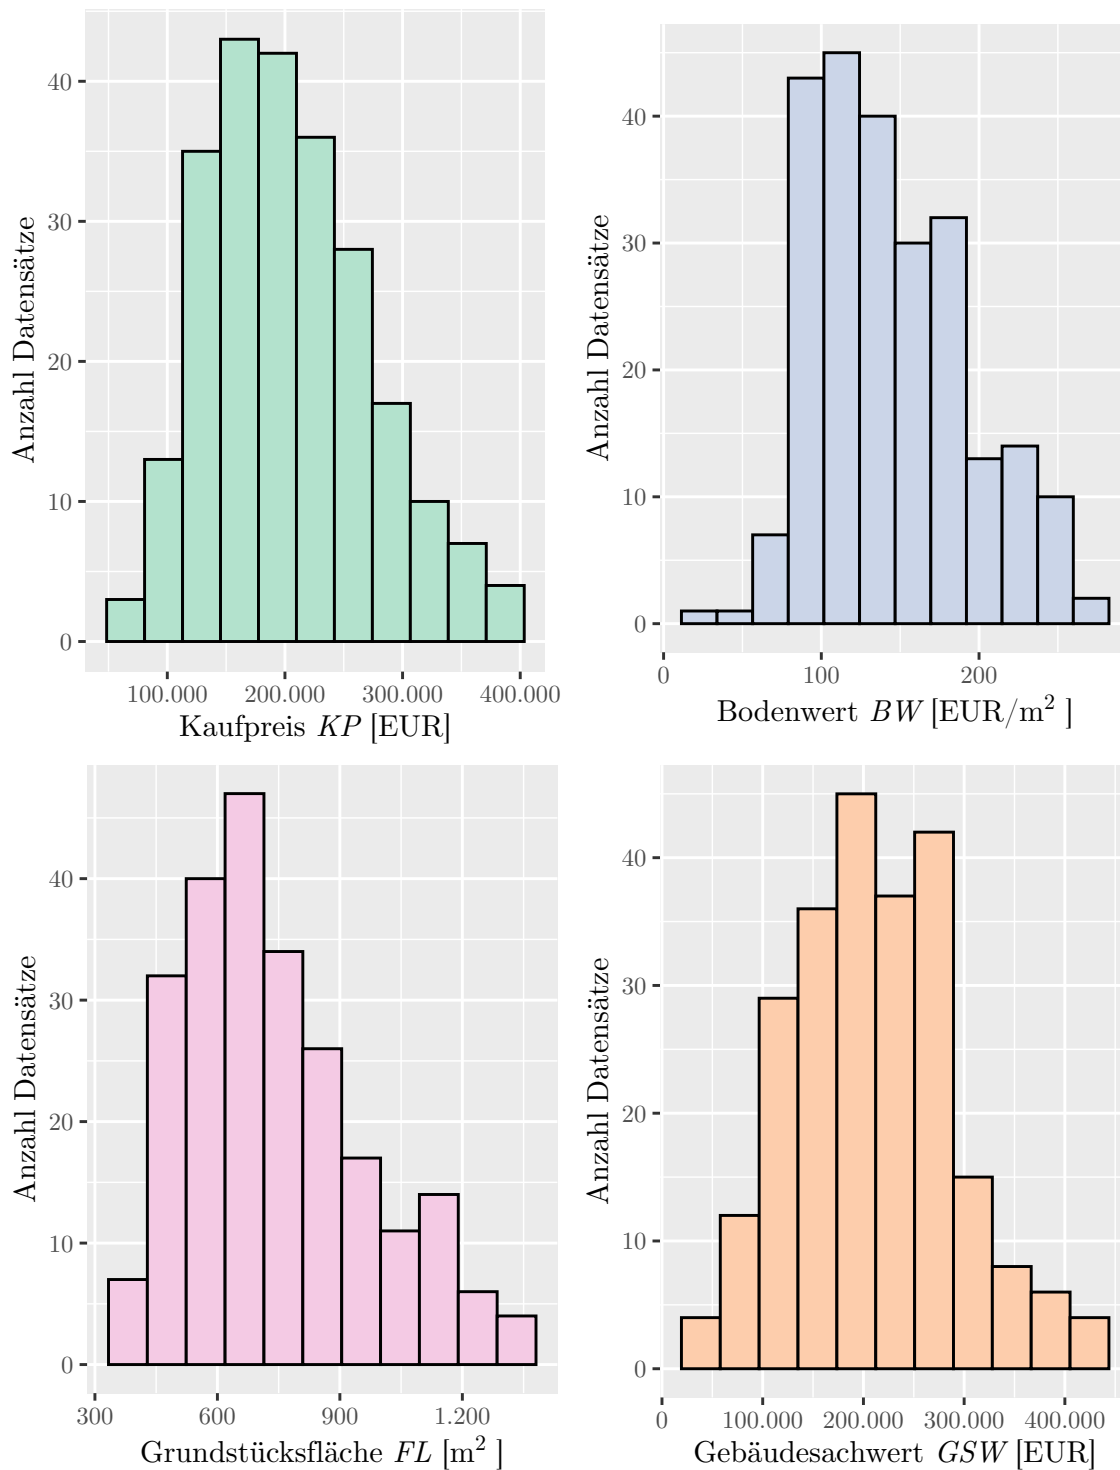 Anzahl Datensätze
40
30
20
10
0
100.000 200.000 300.000 400.000
Kaufpreis KP [EUR]
Anzahl Datensätze
40
30
20
10
0
0 100 200
Bodenwert BW [EUR/m² ]
Anzahl Datensätze
40
30
20
10
0
300 600 900 1.200
Grundstücksfläche FL [m² ]
Anzahl Datensätze
40
30
20
10
0
0 100.000 200.000 300.000 400.000
Gebäudesachwert GSW [EUR]